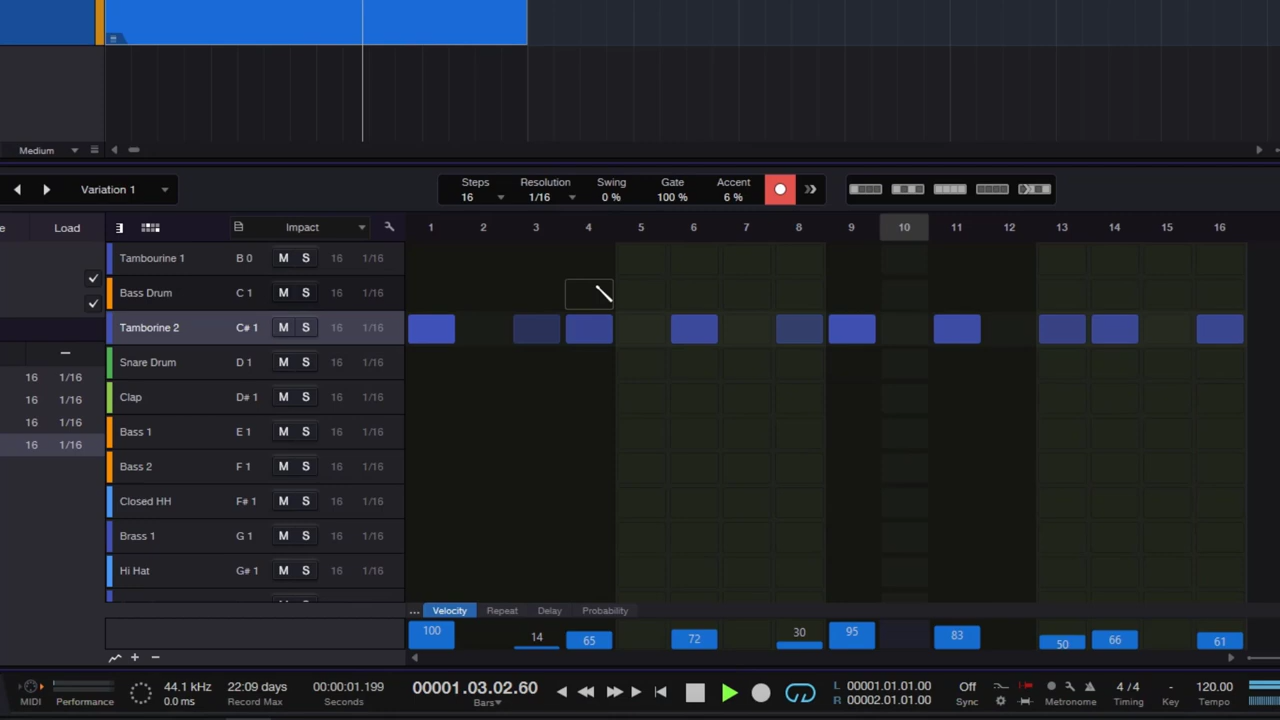 Medium
Variation 1
Steps Resolution Swing Gate Accent
16 1/16 0 % 100 % 6 %
e Load Impact 1 2 3 4 5 6 7 8 9 10 11 12 13 14 15 16
Tambourine 1 B 0 M S 16 1/16
Bass Drum C 1 M S 16 1/16
Tamborine 2 C# 1 M S 16 1/16
Snare Drum D 1 M S 16 1/16
16 1/16
Clap D# 1 M S 16 1/16
16 1/16
16 1/16
Bass 1 E 1 M S 16 1/16
16 1/16
Bass 2 F 1 M S 16 1/16
Closed HH F# 1 M S 16 1/16
Brass 1 G 1 M S 16 1/16
Hi Hat G# 1 M S 16 1/16
... Velocity Repeat Delay Probability
100 14 65 72 30 95 83 50 66 61
44.1 kHz 22:09 days 00:00:01.199 00001.03.02.60 L 00001.01.01.00 Off 4 / 4 - 120.00
MIDI Performance 0.0 ms Record Max Seconds Bars R 00002.01.01.00 Sync Metronome Timing Key Tempo